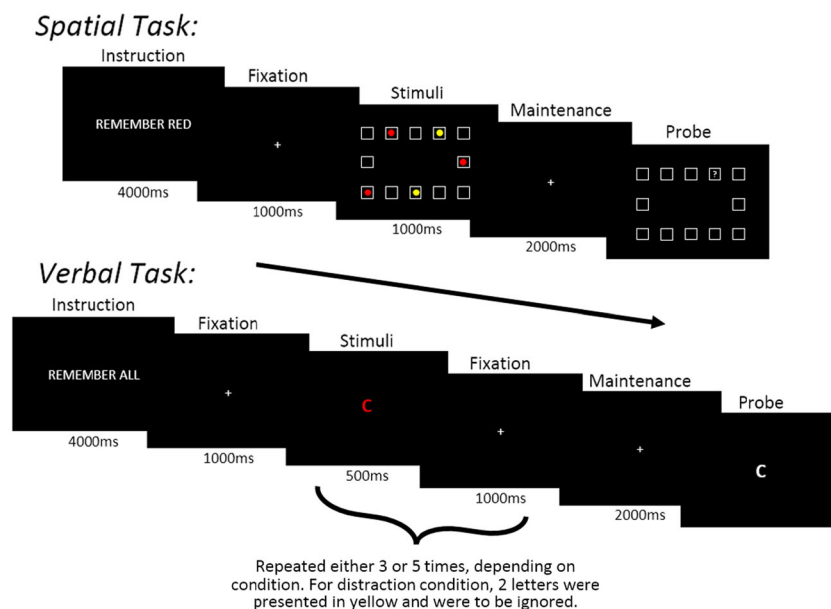 Spatial Task:
Instruction
Fixation
Stimuli
Maintenance
Probe
REMEMBER RED
+
+
?
4000ms
1000ms
1000ms
2000ms
Verbal Task:
Instruction
Fixation
Stimuli
Fixation
Maintenance
Probe
REMEMBER ALL
+
C
+
+
C
4000ms
1000ms
500ms
1000ms
2000ms
Repeated either 3 or 5 times, depending on
condition. For distraction condition, 2 letters were
presented in yellow and were to be ignored.